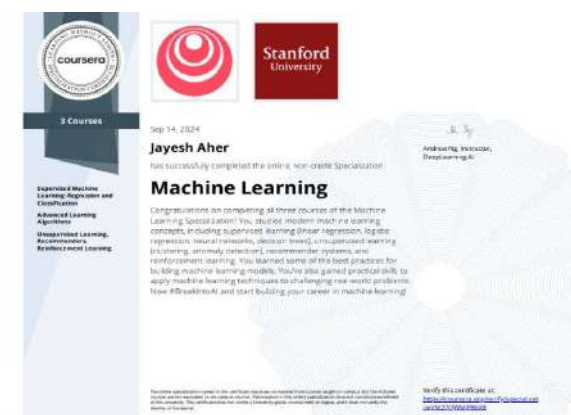 coursera
3 Courses
Supervised Machine
Learning: Regression and
Classification
Advanced Learning
Algorithms
Unsupervised Learning,
Recommenders,
Reinforcement Learning
Stanford
University
Sep 14, 2024
Jayesh Aher
has successfully completed the online, non-credit Specialization
Machine Learning
Congratulations on completing all three courses of the Machine
Learning Specialization! You studied modern machine learning
concepts, including supervised learning (linear regression, logistic
regression, neural networks, decision trees), unsupervised learning
(clustering, anomaly detection), recommender systems, and
reinforcement learning. You learned some of the best practices for
building machine learning models. You've also gained practical skills to
apply machine learning techniques to challenging real-world problems.
Now #BreakIntoAI and start building your career in machine learning!
Andrew Ng, Instructor,
DeepLearning.AI
Verify this certificate at: